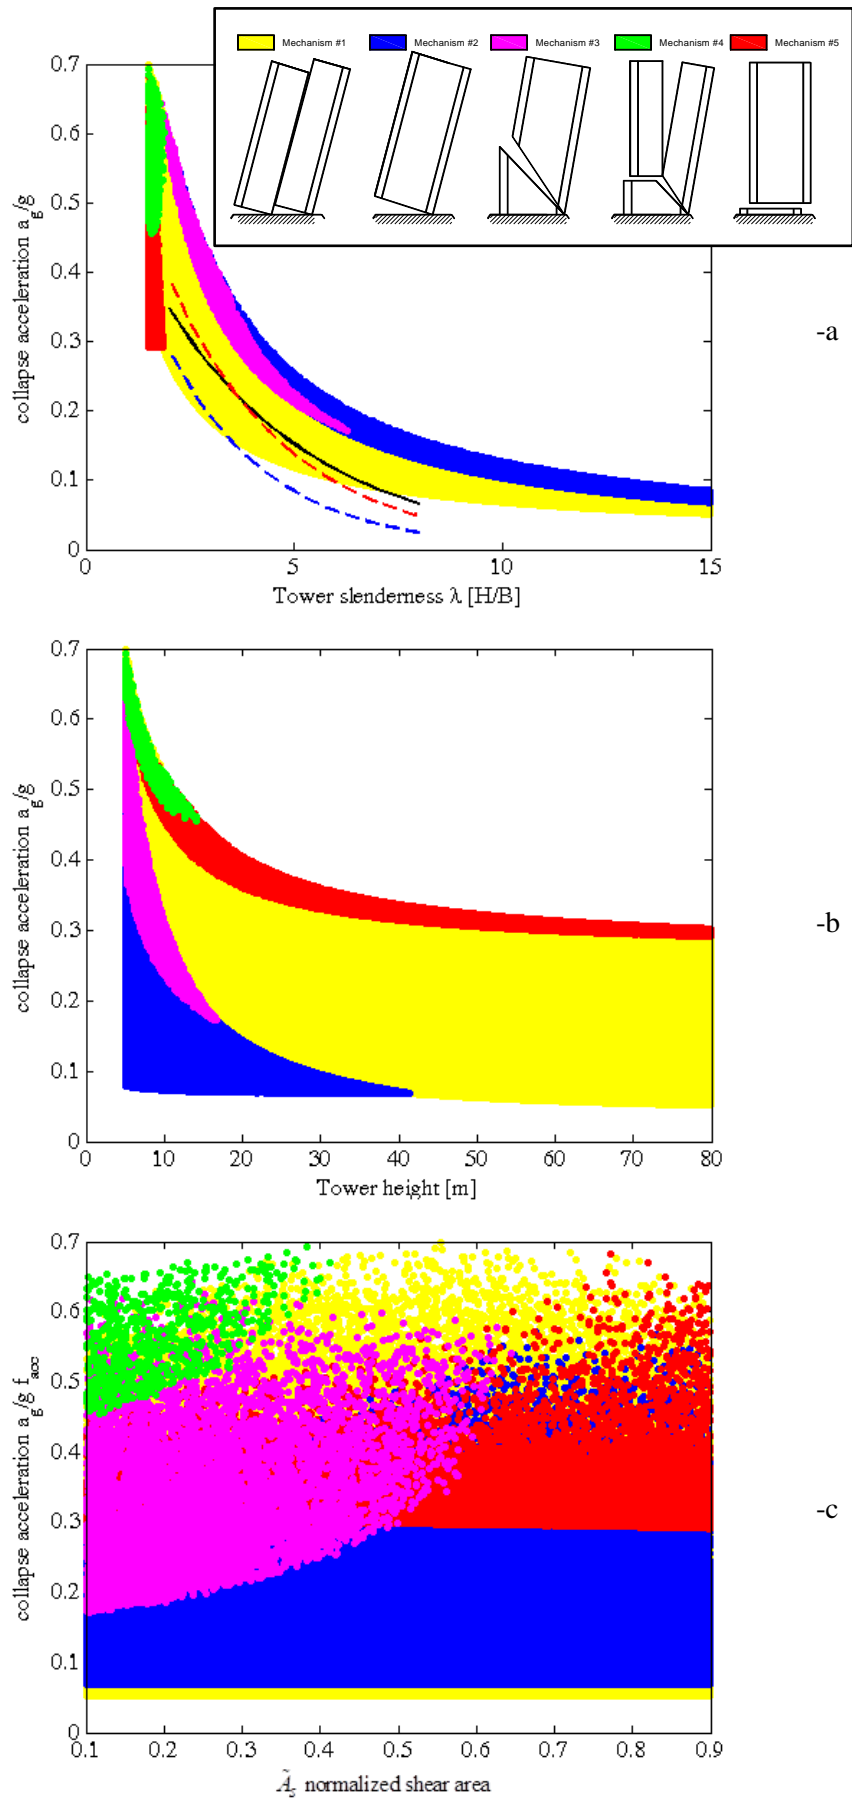 Mechanism #1 Mechanism #2 Mechanism #3 Mechanism #4 Mechanism #5
0.7
0.6
0.5
0.4
0.3
0.2
0.1
0
collapse acceleration a_g/g
0 5 10 15
Tower slenderness λ [H/B]
-a
0.7
0.6
0.5
0.4
0.3
0.2
0.1
0
collapse acceleration a_g/g
0 10 20 30 40 50 60 70 80
Tower height [m]
-b
0.7
0.6
0.5
0.4
0.3
0.2
0.1
0
collapse acceleration a_g/g f_acc
0.1 0.2 0.3 0.4 0.5 0.6 0.7 0.8 0.9
Ã_s normalized shear area
-c